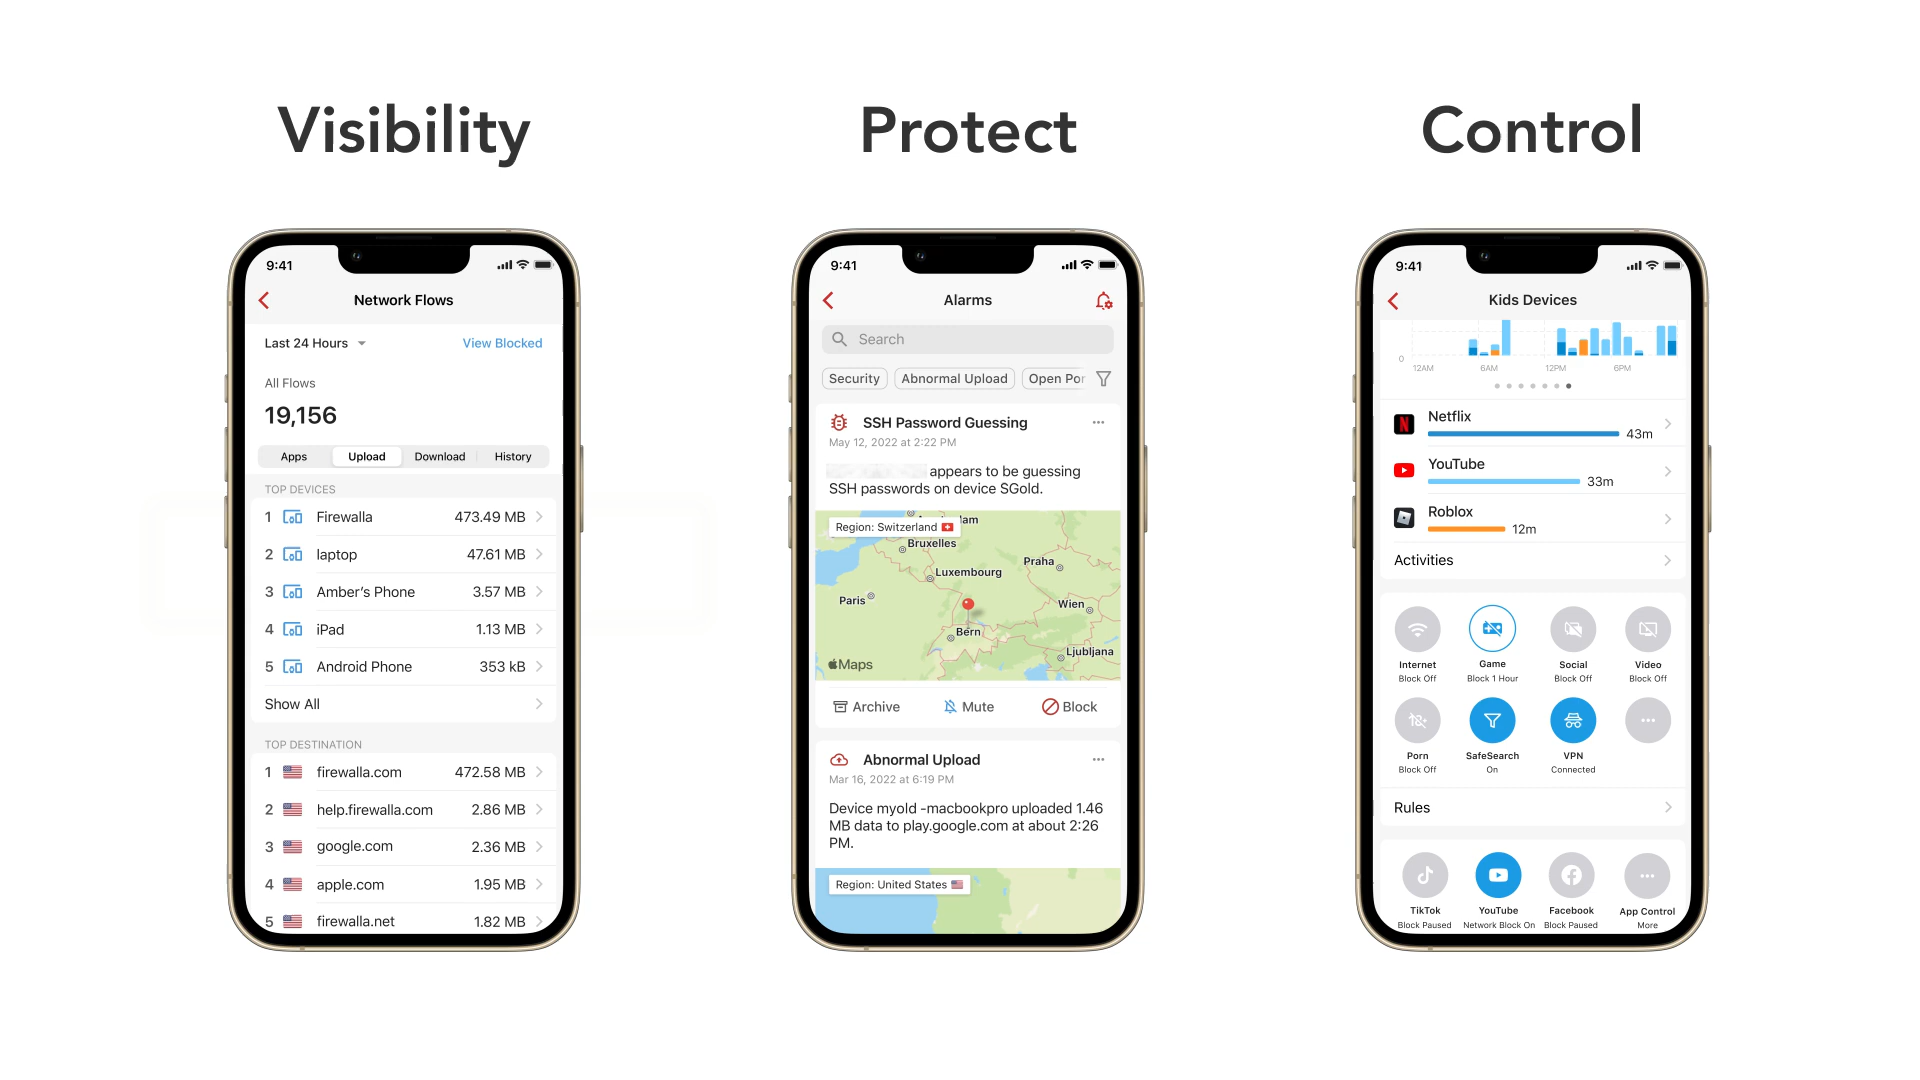 Visibility
Protect
Control
9:41
Network Flows
Last 24 Hours
View Blocked
All Flows
19,156
Apps
Upload
Download
History
TOP DEVICES
1 Firewalla 473.49 MB
2 laptop 47.61 MB
3 Amber's Phone 3.57 MB
4 iPad 1.13 MB
5 Android Phone 353 kB
Show All
TOP DESTINATION
1 firewalla.com 472.58 MB
2 help.firewalla.com 2.86 MB
3 google.com 2.36 MB
4 apple.com 1.95 MB
5 firewalla.net 1.82 MB
9:41
Alarms
Search
Security
Abnormal Upload
Open Por
SSH Password Guessing
May 12, 2022 at 2:22 PM
appears to be guessing
SSH passwords on device SGold.
Region: Switzerland
dam
Bruxelles
Luxembourg
Praha
Paris
Wien
Bern
Ljubljana
Maps
Archive
Mute
Block
Abnormal Upload
Mar 16, 2022 at 6:19 PM
Device myold -macbookpro uploaded 1.46
MB data to play.google.com at about 2:26
PM.
Region: United States
9:41
Kids Devices
0
12AM 6AM 12PM 6PM
Netflix
43m
YouTube
33m
Roblox
12m
Activities
Internet
Block Off
Game
Block 1 Hour
Social
Block Off
Video
Block Off
18+
Porn
Block Off
SafeSearch
On
VPN
Connected
Rules
TikTok
Block Paused
YouTube
Network Block On
Facebook
Block Paused
App Control
More